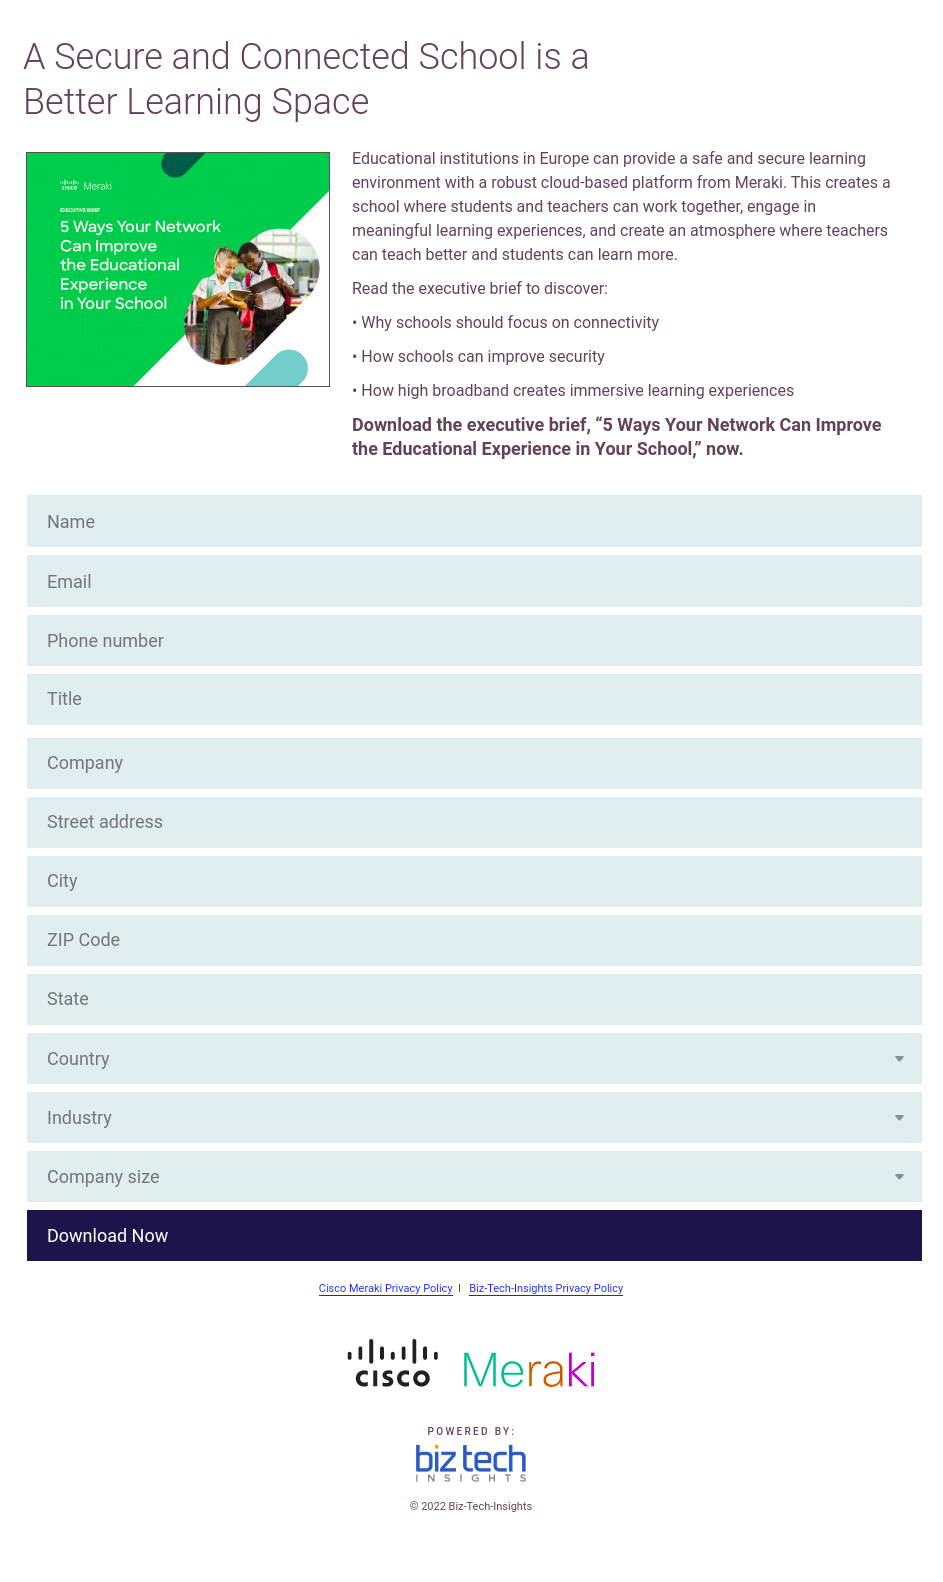 A Secure and Connected School is a
Better Learning Space
cisco Meraki
EXECUTIVE BRIEF
5 Ways Your Network
Can Improve
the Educational
Experience
in Your School
Educational institutions in Europe can provide a safe and secure learning
environment with a robust cloud-based platform from Meraki. This creates a
school where students and teachers can work together, engage in
meaningful learning experiences, and create an atmosphere where teachers
can teach better and students can learn more.
Read the executive brief to discover:
• Why schools should focus on connectivity
• How schools can improve security
• How high broadband creates immersive learning experiences
Download the executive brief, “5 Ways Your Network Can Improve
the Educational Experience in Your School,” now.
Name
Email
Phone number
Title
Company
Street address
City
ZIP Code
State
Country
Industry
Company size
Download Now
Cisco Meraki Privacy Policy | Biz-Tech-Insights Privacy Policy
cisco Meraki
POWERED BY:
biz tech
INSIGHTS
© 2022 Biz-Tech-Insights